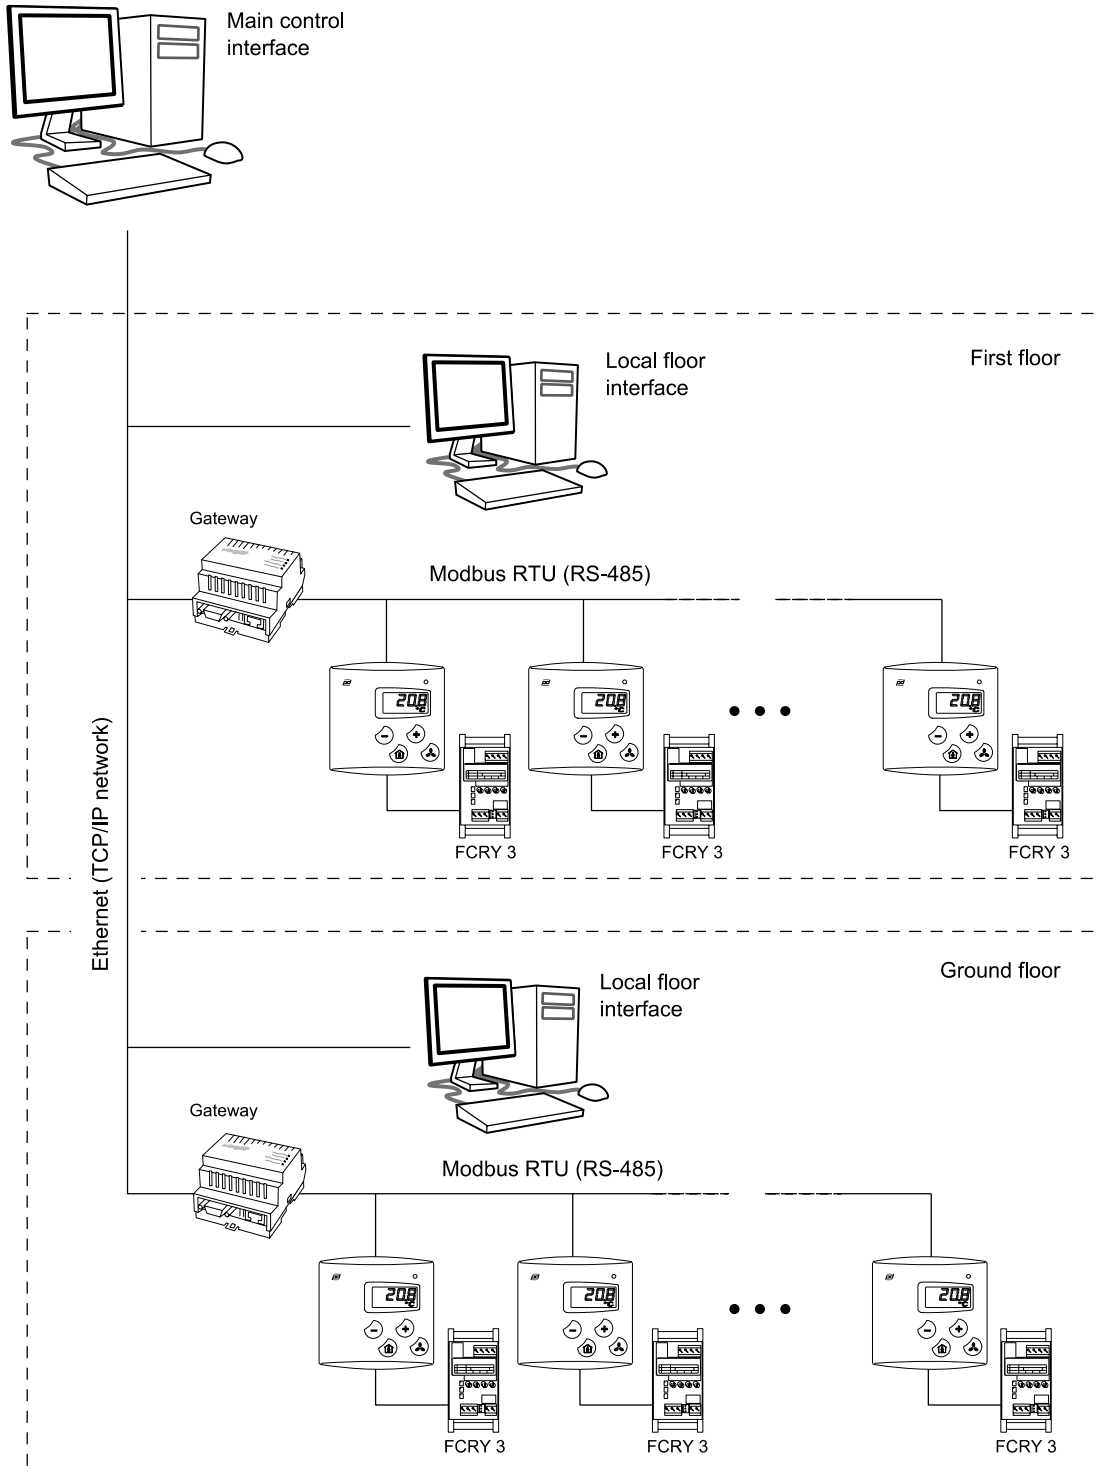 Main control
interface
Local floor
interface
First floor
Gateway
Modbus RTU (RS-485)
20.8 °C
20.8 °C
20.8 °C
FCRY 3
FCRY 3
FCRY 3
Ethernet (TCP/IP network)
Local floor
interface
Ground floor
Gateway
Modbus RTU (RS-485)
20.8 °C
20.8 °C
20.8 °C
FCRY 3
FCRY 3
FCRY 3